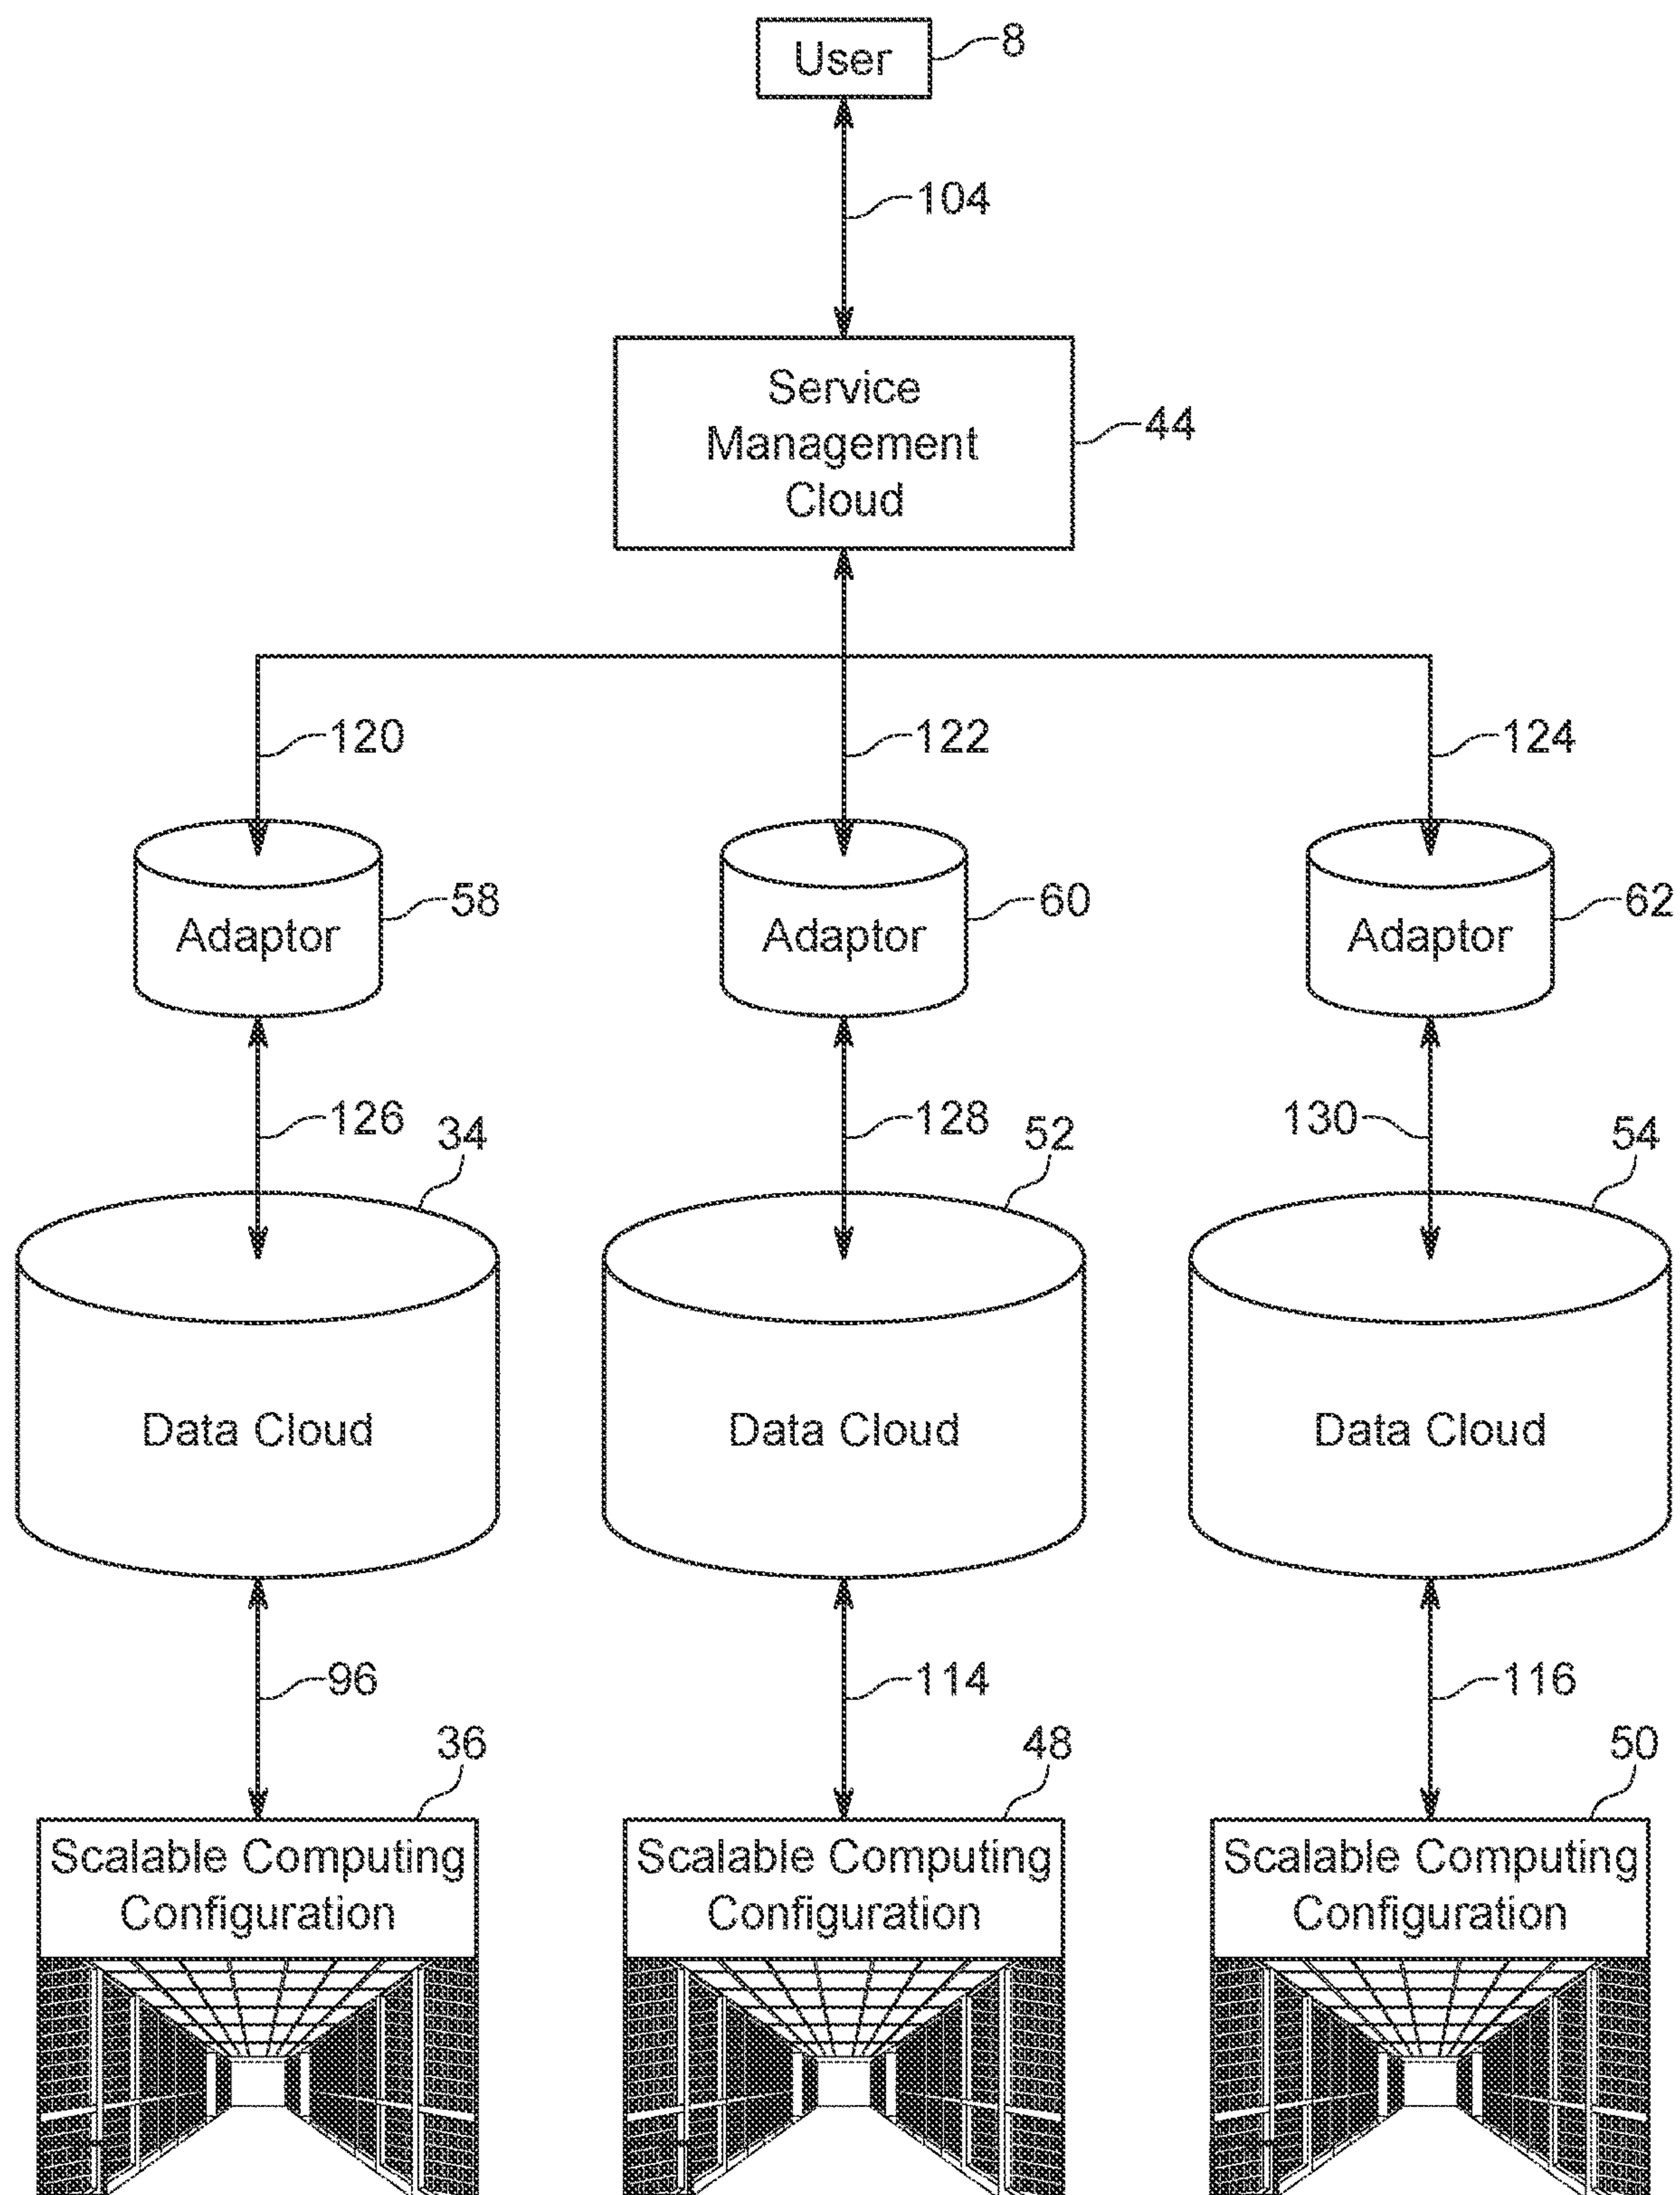 User
8
104
Service
Management
Cloud
44
120
122
124
Adaptor
58
Adaptor
60
Adaptor
62
126
34
128
52
130
54
Data Cloud
Data Cloud
Data Cloud
96
114
116
36
48
50
Scalable Computing
Configuration
Scalable Computing
Configuration
Scalable Computing
Configuration